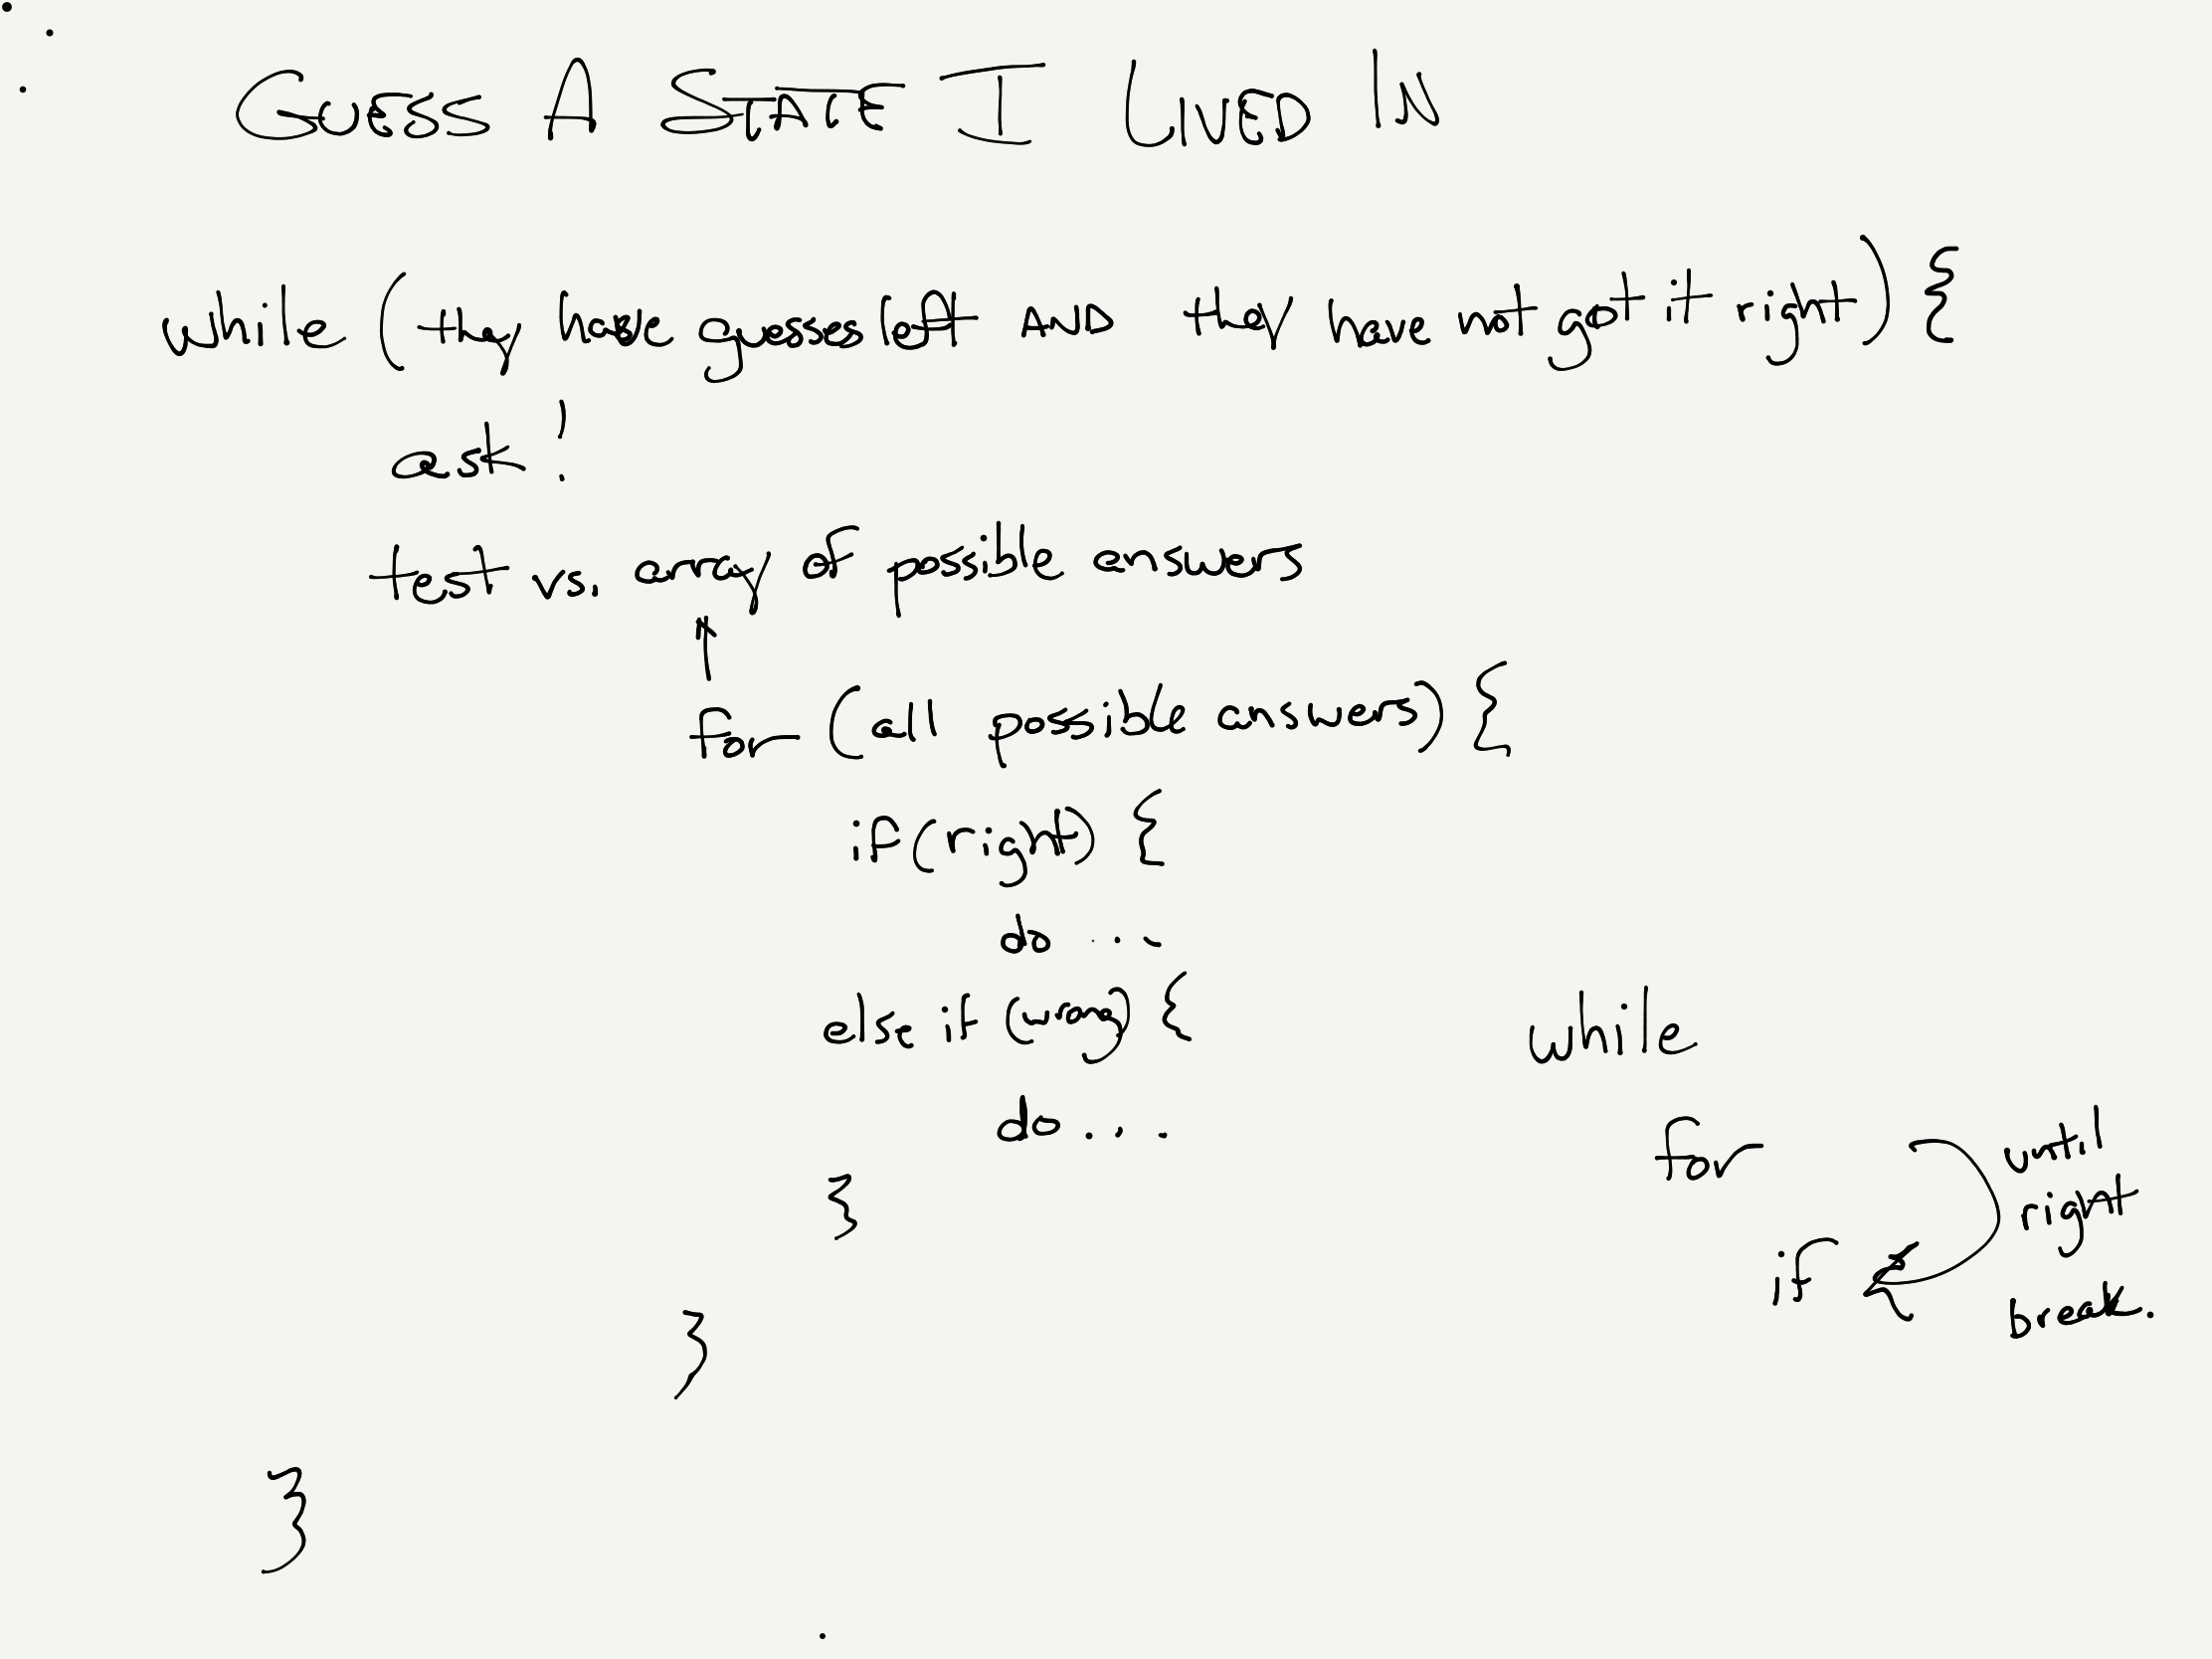 GUESS A STATE I LIVED IN
while (they have guesses left AND they have not got it right) {
ask!
test vs. array of possible answers
for (all possible answers) {
if (right) {
do ...
else if (wrong) {
do ...
}
}
}
while
for
if
until
right
break.